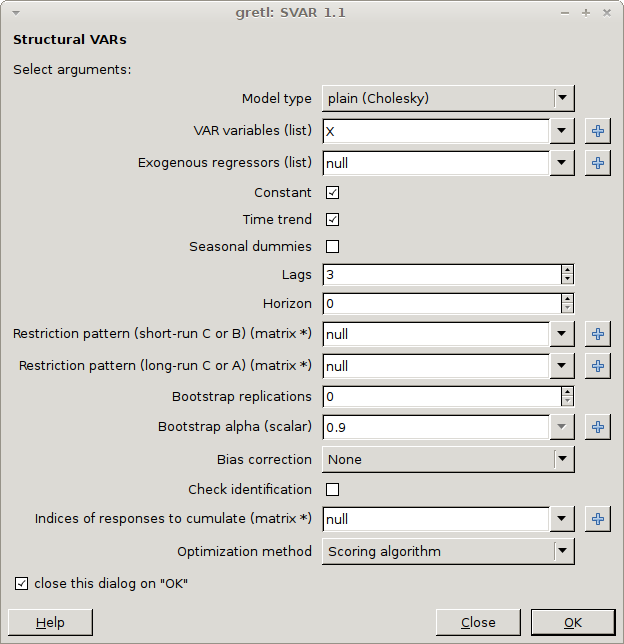 gretl: SVAR 1.1
Structural VARs
Select arguments:
Model type plain (Cholesky)
VAR variables (list) X
Exogenous regressors (list) null
Constant
Time trend
Seasonal dummies
Lags 3
Horizon 0
Restriction pattern (short-run C or B) (matrix *) null
Restriction pattern (long-run C or A) (matrix *) null
Bootstrap replications 0
Bootstrap alpha (scalar) 0.9
Bias correction None
Check identification
Indices of responses to cumulate (matrix *) null
Optimization method Scoring algorithm
close this dialog on "OK"
Help Close OK